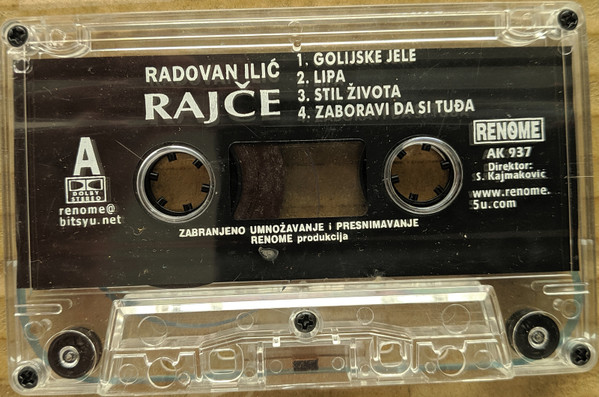 RADOVAN ILIĆ
RAJČE
1. GOLIJSKE JELE
2. LIPA
3. STIL ŽIVOTA
4. ZABORAVI DA SI TUĐA
A
DOLBY
STEREO
renome@
bitsyu.net
RENOME
AK 937
Direktor:
S. Kajmaković
www.renome.
5u.com
ZABRANJENO UMNOŽAVANJE i PRESNIMAVANJE
RENOME produkcija